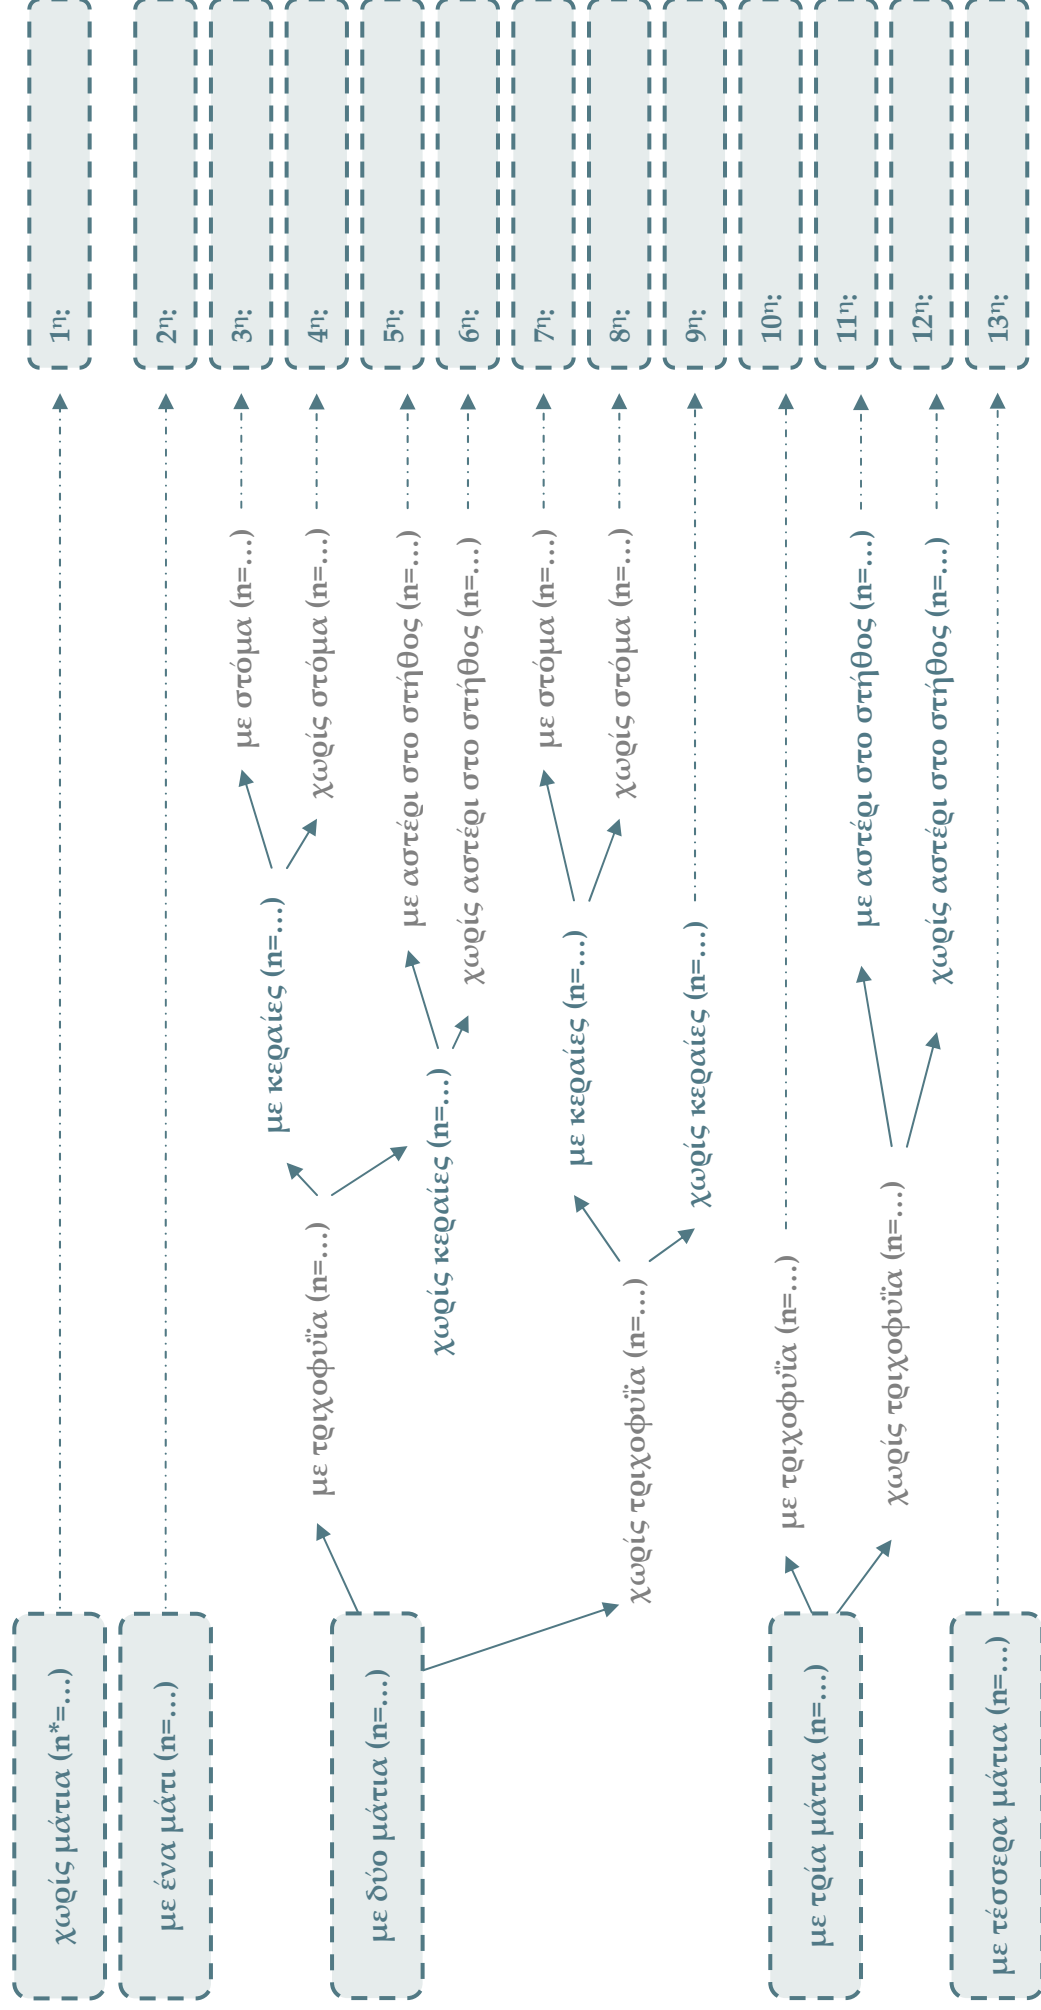 χωρίς μάτια (n*=...)
1η:
με ένα μάτι (n=...)
2η:
με δύο μάτια (n=...)
με τριχοφυΐα (n=...)
με κεραίες (n=...)
με στόμα (n=...)
3η:
χωρίς στόμα (n=...)
4η:
χωρίς κεραίες (n=...)
με αστέρι στο στήθος (n=...)
5η:
χωρίς αστέρι στο στήθος (n=...)
6η:
χωρίς τριχοφυΐα (n=...)
με κεραίες (n=...)
με στόμα (n=...)
7η:
χωρίς στόμα (n=...)
8η:
χωρίς κεραίες (n=...)
9η:
με τρία μάτια (n=...)
με τριχοφυΐα (n=...)
10η:
χωρίς τριχοφυΐα (n=...)
με αστέρι στο στήθος (n=...)
11η:
χωρίς αστέρι στο στήθος (n=...)
12η:
με τέσσερα μάτια (n=...)
13η: